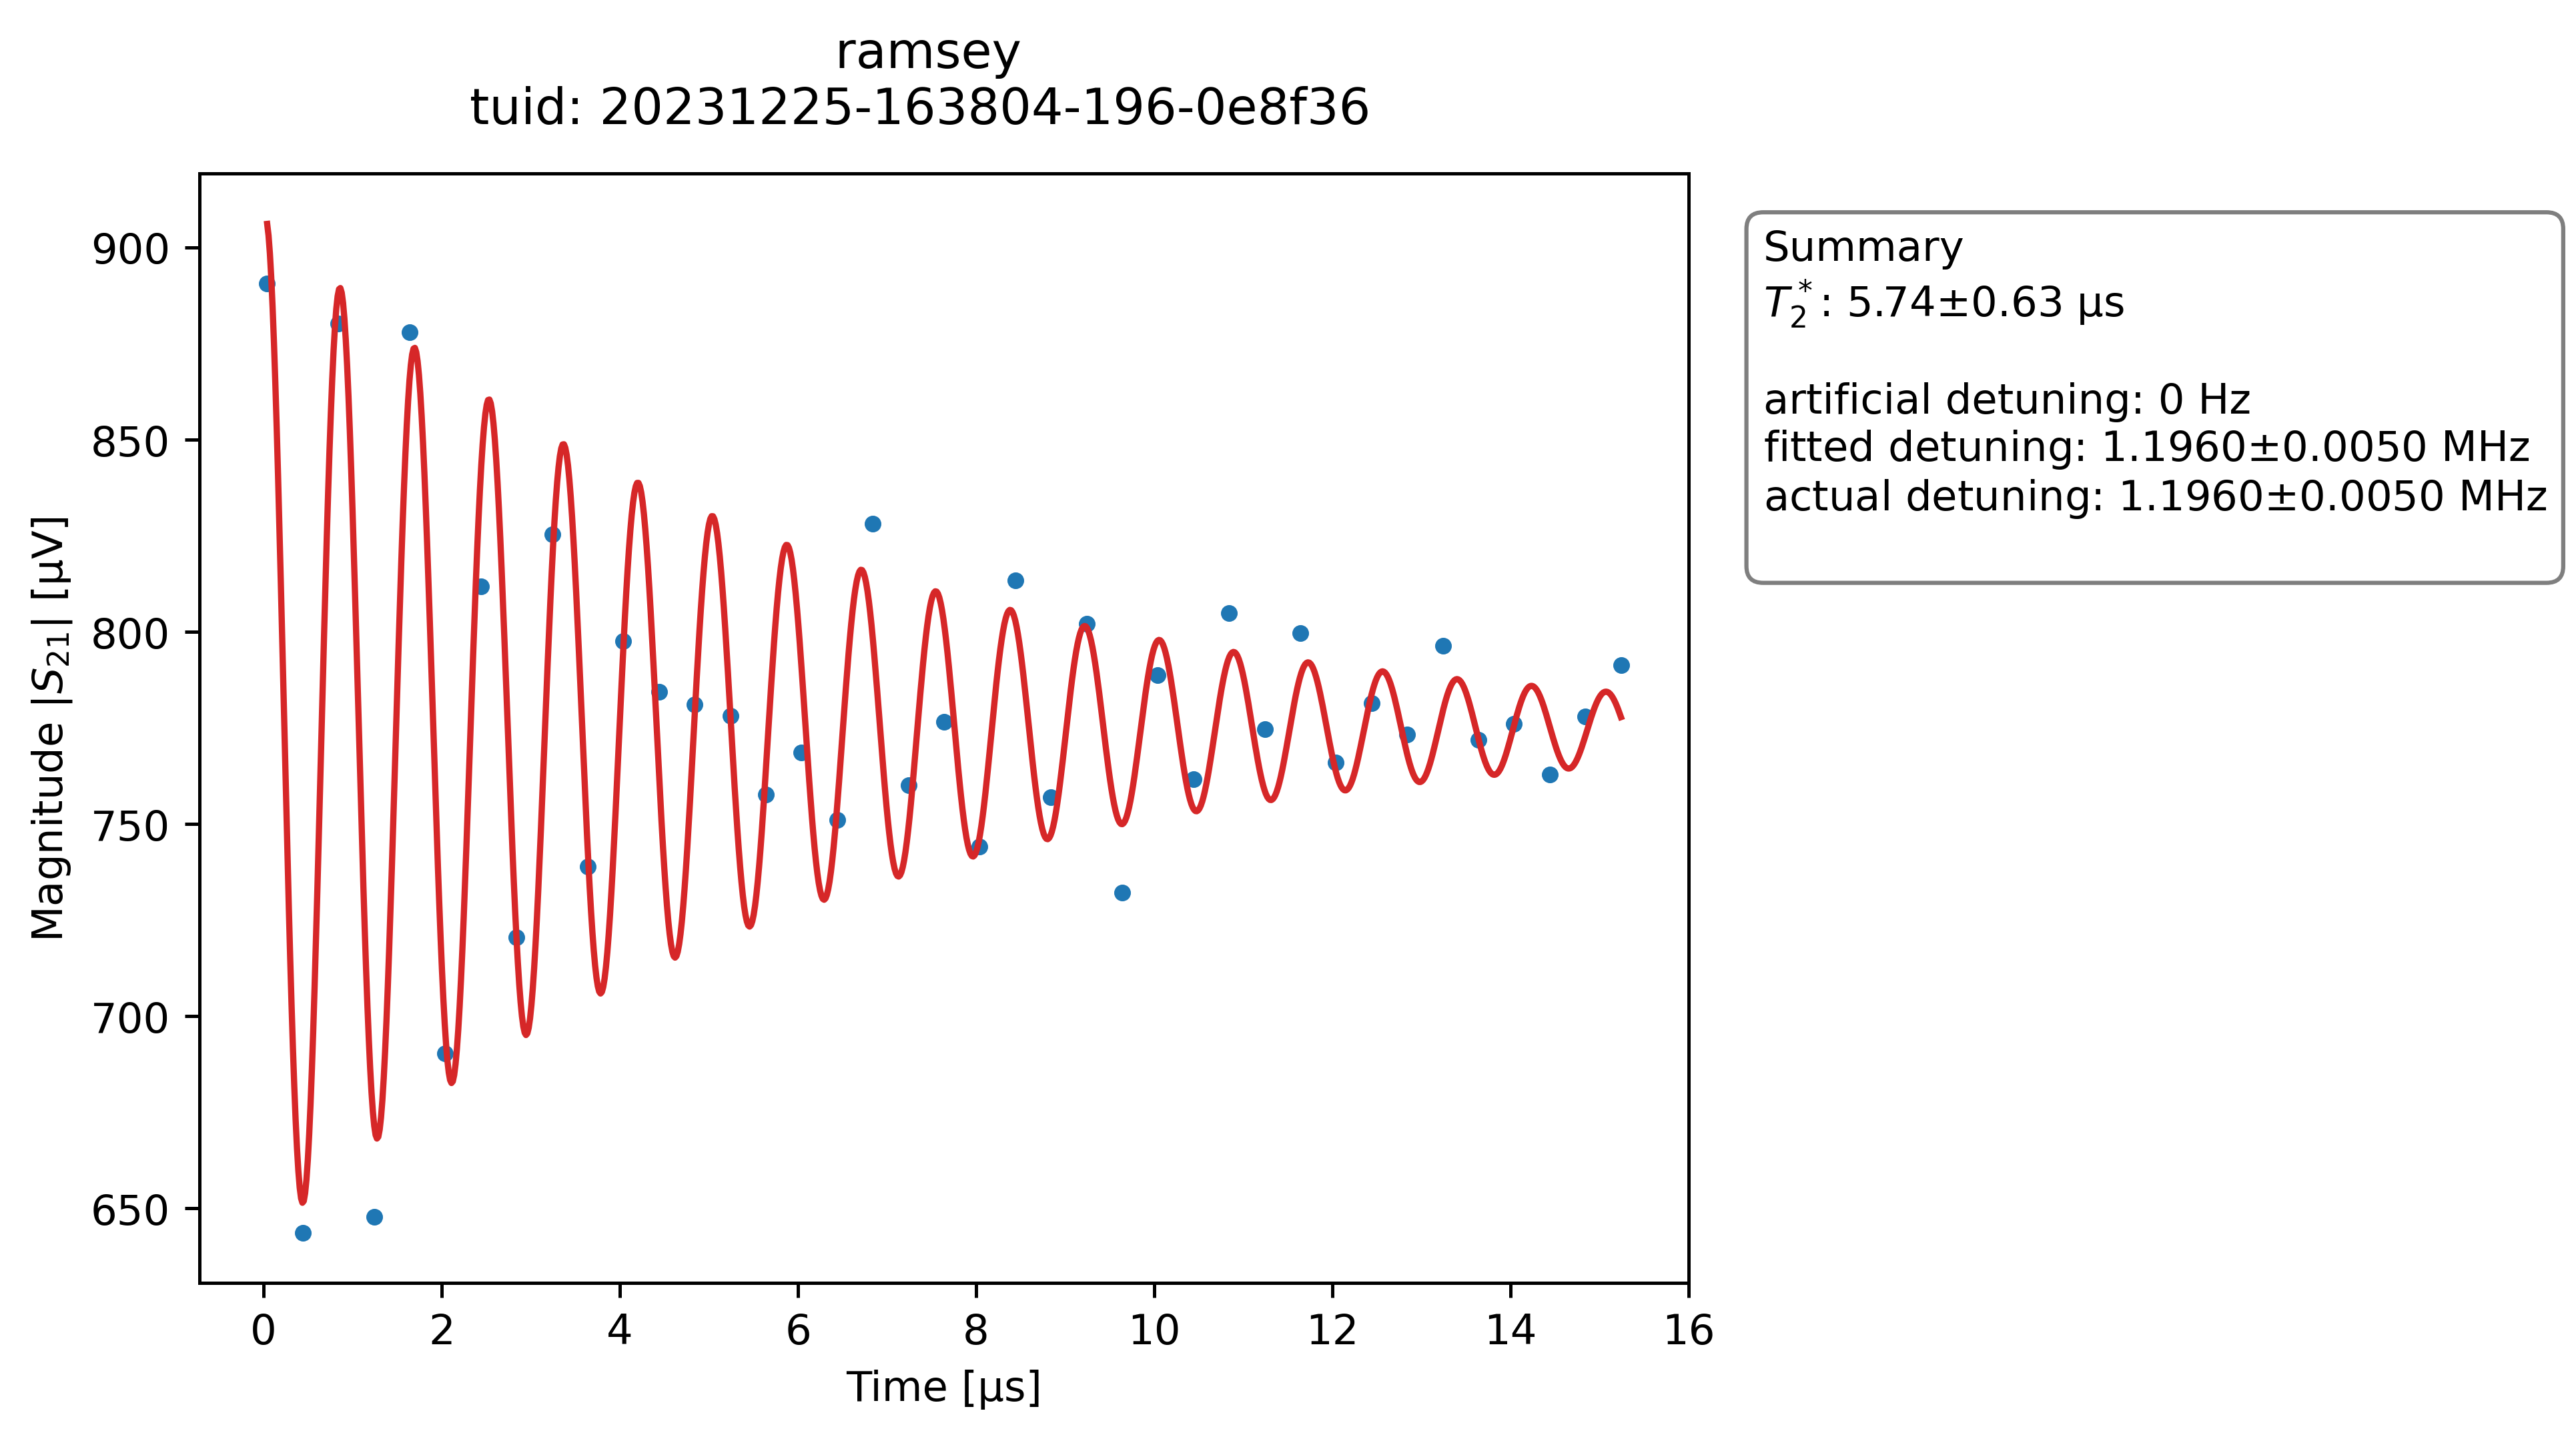 ramsey
tuid: 20231225-163804-196-0e8f36
Magnitude |S₂₁| [µV]
900
850
800
750
700
650
0 2 4 6 8 10 12 14 16
Time [µs]
Summary
T₂*: 5.74±0.63 µs
artificial detuning: 0 Hz
fitted detuning: 1.1960±0.0050 MHz
actual detuning: 1.1960±0.0050 MHz